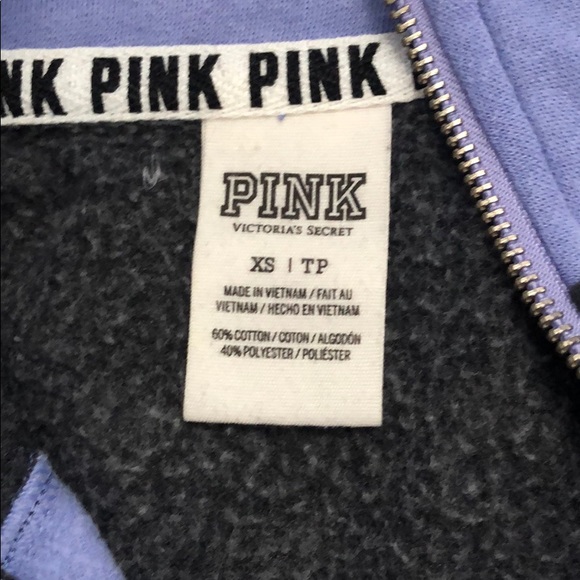 NK PINK PINK
PINK
VICTORIA'S SECRET
XS | TP
MADE IN VIETNAM / FAIT AU
VIETNAM / HECHO EN VIETNAM
60% COTTON / COTON / ALGODÓN
40% POLYESTER / POLIÉSTER